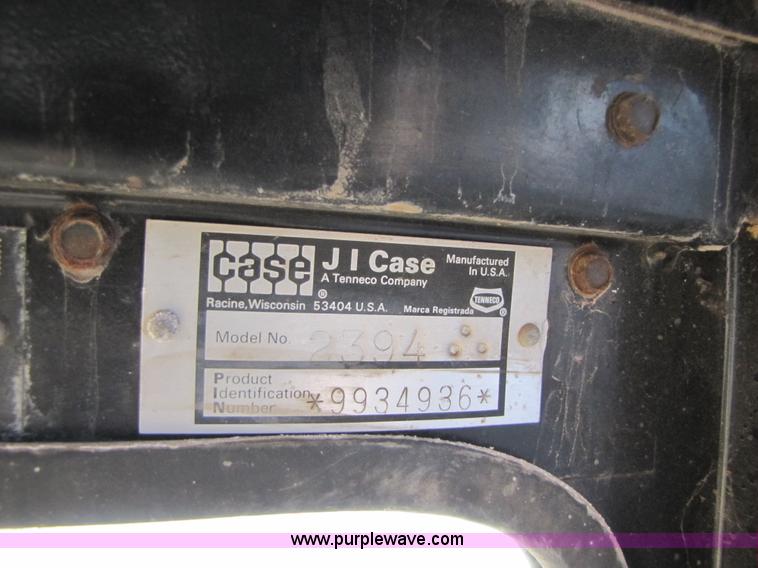 case
®
J I Case
A Tenneco Company
Manufactured
In U.S.A.
Racine, Wisconsin 53404 U.S.A.
Marca Registrada
TENNECO
®
Model No. 2394
Product
Identification
Number *9934936*
www.purplewave.com